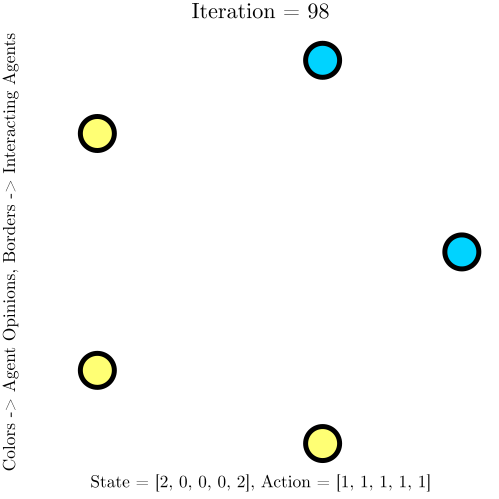 Iteration = 98
Colors -> Agent Opinions, Borders -> Interacting Agents
State = [2, 0, 0, 0, 2], Action = [1, 1, 1, 1, 1]